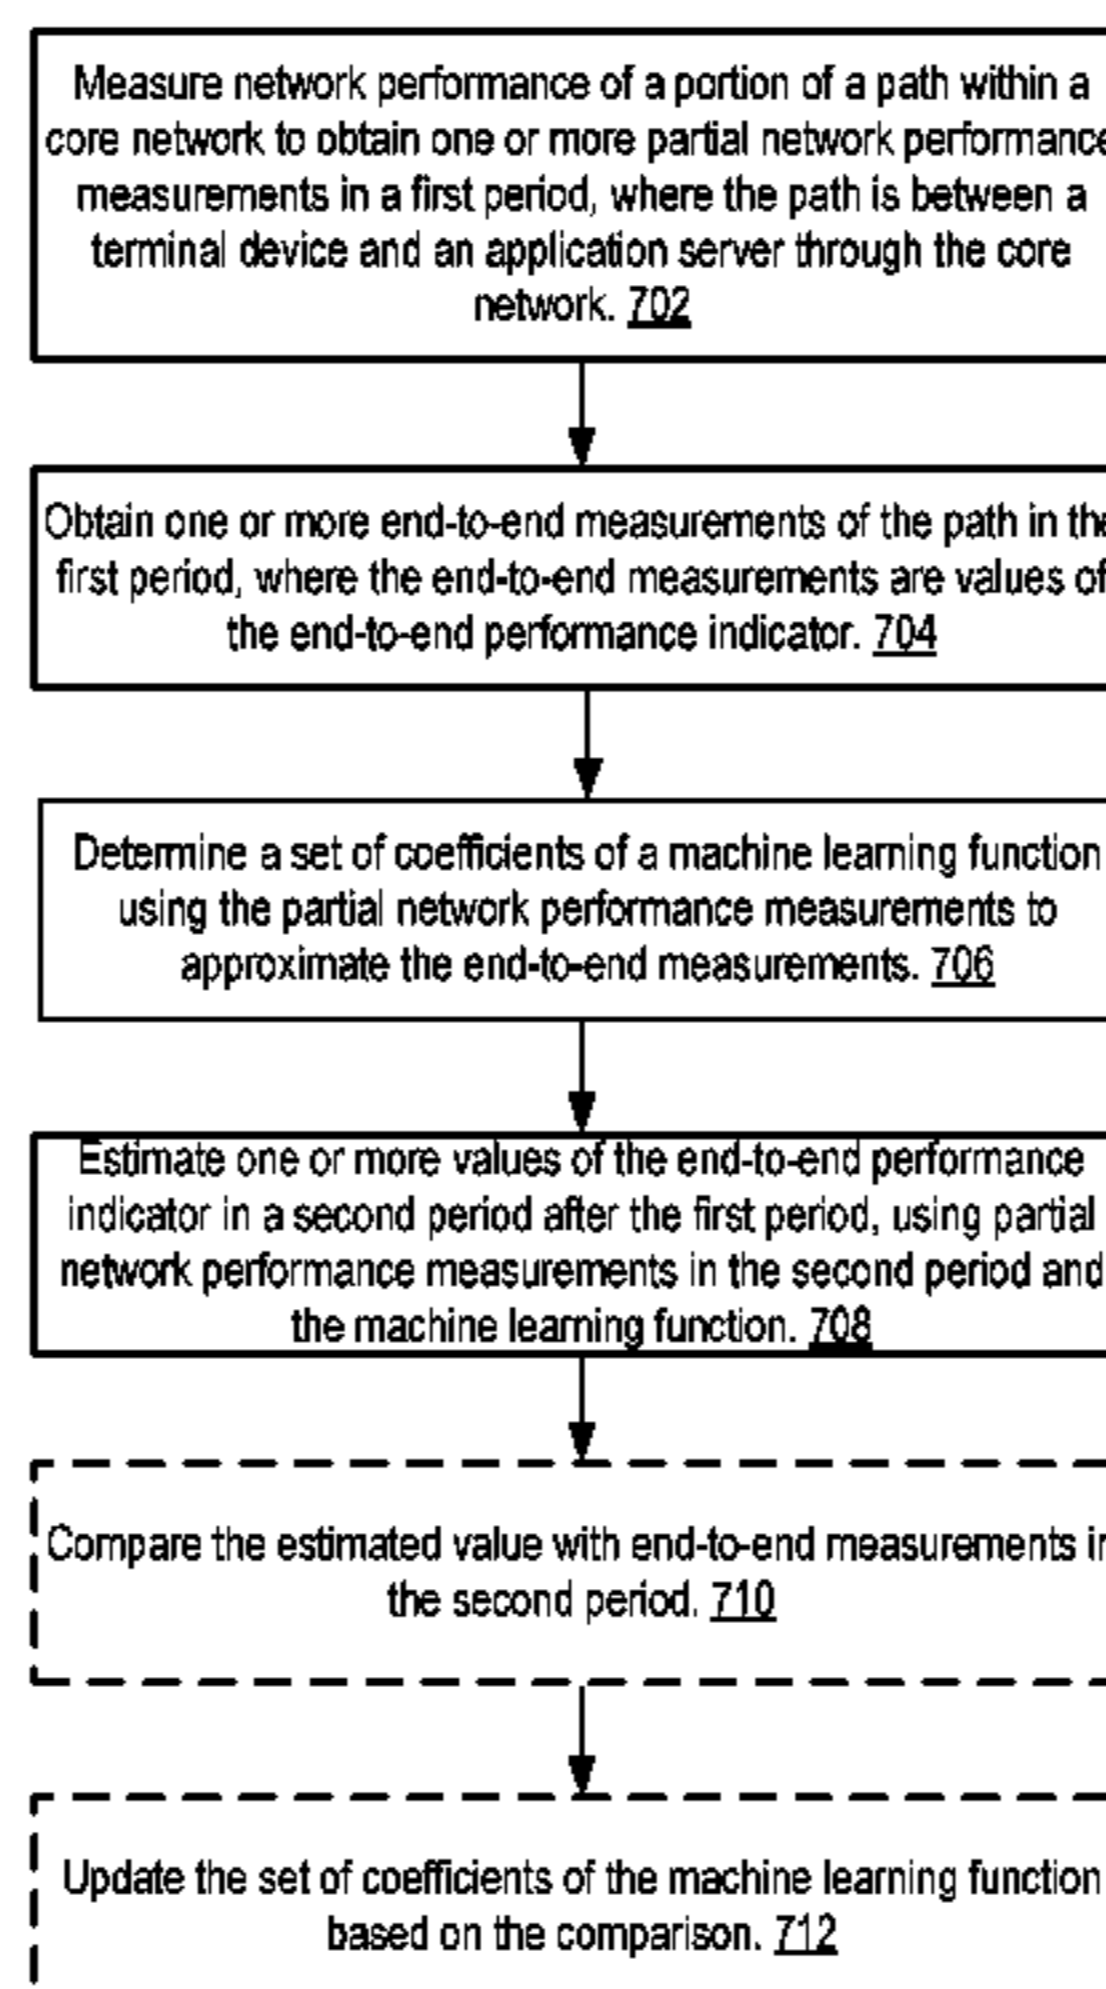 Measure network performance of a portion of a path within a
core network to obtain one or more partial network performance
measurements in a first period, where the path is between a
terminal device and an application server through the core
network. 702
Obtain one or more end-to-end measurements of the path in the
first period, where the end-to-end measurements are values of
the end-to-end performance indicator. 704
Determine a set of coefficients of a machine learning function
using the partial network performance measurements to
approximate the end-to-end measurements. 706
Estimate one or more values of the end-to-end performance
indicator in a second period after the first period, using partial
network performance measurements in the second period and
the machine learning function. 708
Compare the estimated value with end-to-end measurements in
the second period. 710
Update the set of coefficients of the machine learning function
based on the comparison. 712